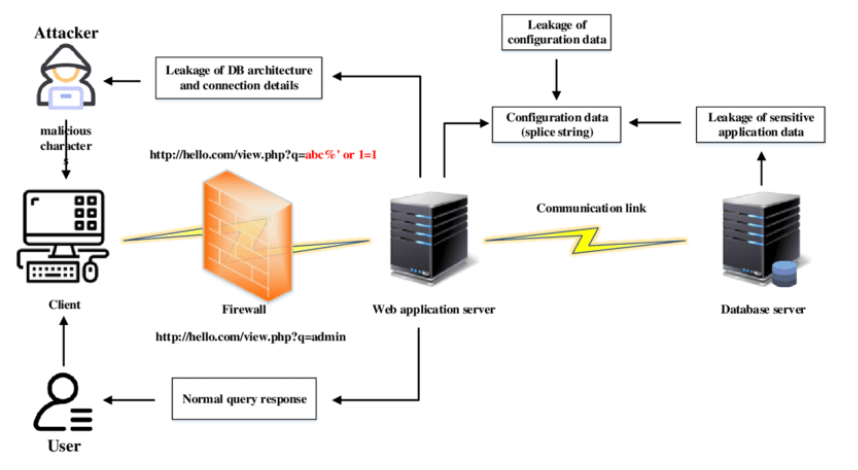 Attacker
Leakage of DB architecture
and connection details
Leakage of
configuration data
Configuration data
(splice string)
Leakage of sensitive
application data
malicious
character
s
http://hello.com/view.php?q=abc%' or 1=1
Communication link
Client
Firewall
Web application server
Database server
http://hello.com/view.php?q=admin
Normal query response
User